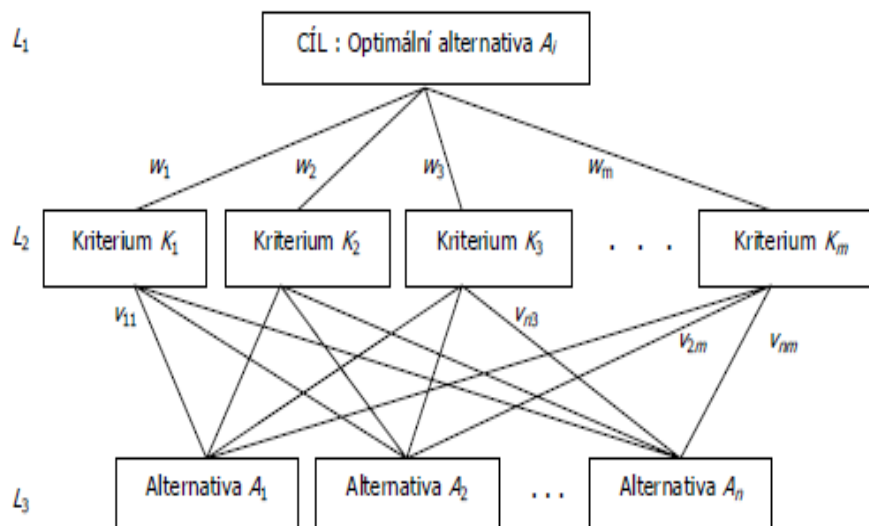 L₁ CÍL : Optimální alternativa Aᵢ
w₁ w₂ w₃ wₘ
L₂ Kriterium K₁ Kriterium K₂ Kriterium K₃ . . . Kriterium Kₘ
v₁₁ vₙ₃ v₂ₘ vₙₘ
L₃ Alternativa A₁ Alternativa A₂ ... Alternativa Aₙ